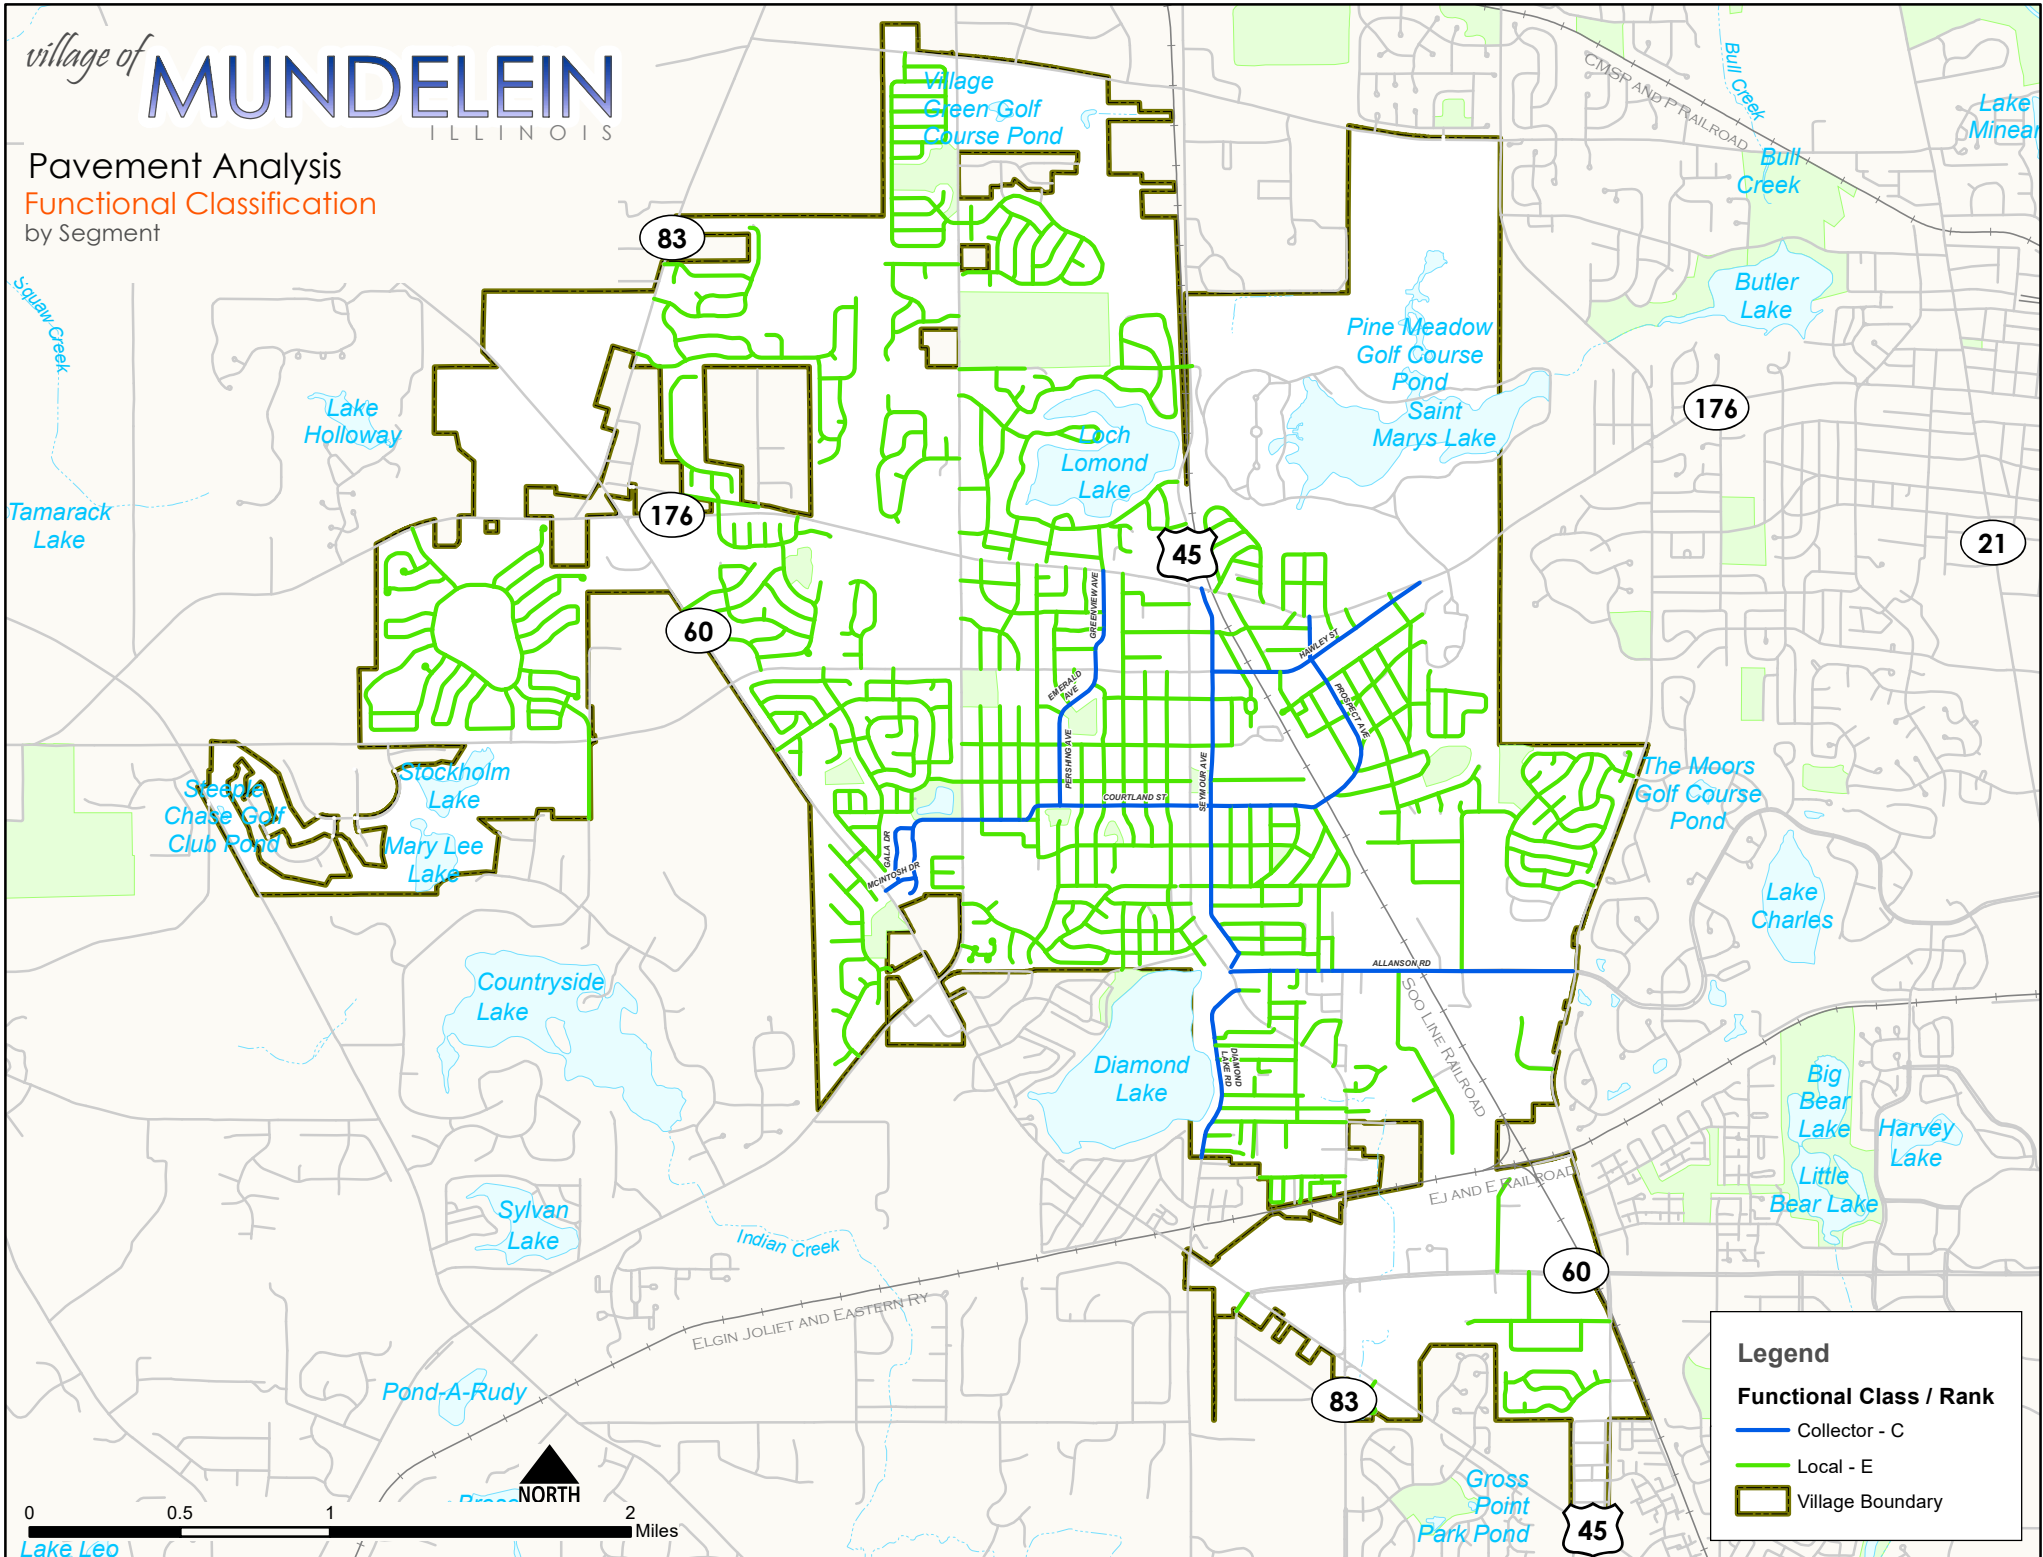 village of
MUNDELEIN
ILLINOIS
Pavement Analysis
Functional Classification
by Segment
Village
Green Golf
Course Pond
CMSR AND P RAILROAD
Bull Creek
Lake
Minear
Bull
Creek
83
Squaw Creek
Butler
Lake
Pine Meadow
Golf Course
Pond
Saint
Marys Lake
Lake
Holloway
176
Loch
Lomond
Lake
Tamarack
Lake
176
45
21
60
GREENVIEW AVE
HAWLEY ST
EMERALD
AVE
PROSPECT AVE
PERSHING AVE
SEYMOUR AVE
COURTLAND ST
Stockholm
Lake
Steeple
Chase Golf
Club Pond
Mary Lee
Lake
GALA DR
MCINTOSH DR
The Moors
Golf Course
Pond
Lake
Charles
ALLANSON RD
SOO LINE RAILROAD
Countryside
Lake
Diamond
Lake
DIAMOND
LAKE RD
Big
Bear
Lake
Harvey
Lake
Little
Bear Lake
EJ AND E RAILROAD
Sylvan
Lake
Indian Creek
ELGIN JOLIET AND EASTERN RY
60
83
Pond-A-Rudy
Gross
Point
Park Pond
45
NORTH
0 0.5 1 2
Miles
Lake Leo
Legend
Functional Class / Rank
Collector - C
Local - E
Village Boundary